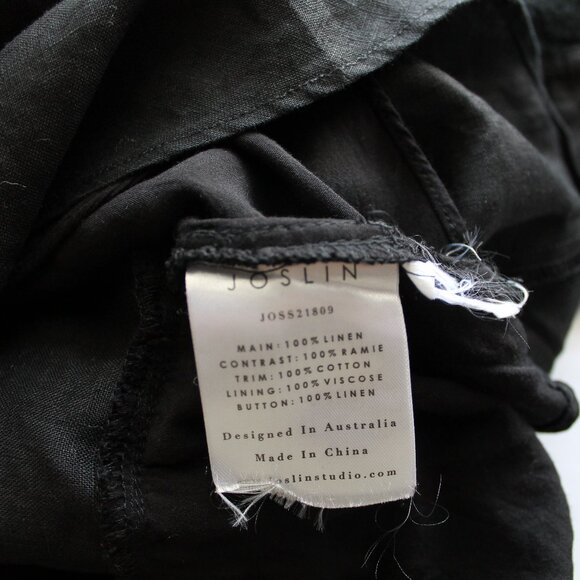 JOSLIN
JOSS21809
MAIN: 100% LINEN
CONTRAST: 100% RAMIE
TRIM: 100% COTTON
LINING: 100% VISCOSE
BUTTON: 100% LINEN
Designed In Australia
Made In China
www.joslinstudio.com